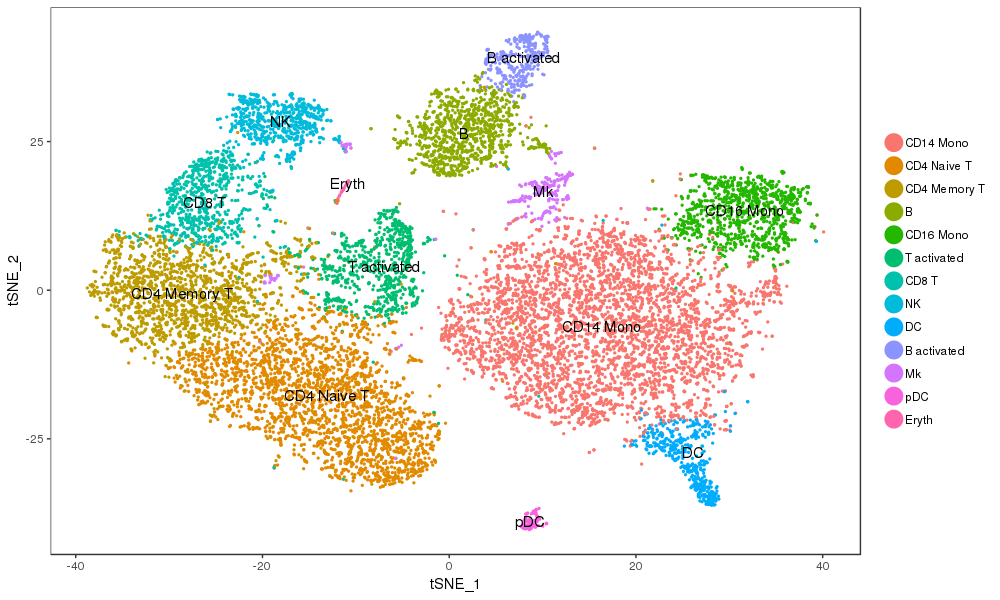 B activated
NK
B
Eryth
Mk
CD8 T
CD16 Mono
T activated
CD4 Memory T
CD14 Mono
CD4 Naive T
DC
pDC
25
0
-25
tSNE_2
-40
-20
0
20
40
tSNE_1
CD14 Mono
CD4 Naive T
CD4 Memory T
B
CD16 Mono
T activated
CD8 T
NK
DC
B activated
Mk
pDC
Eryth